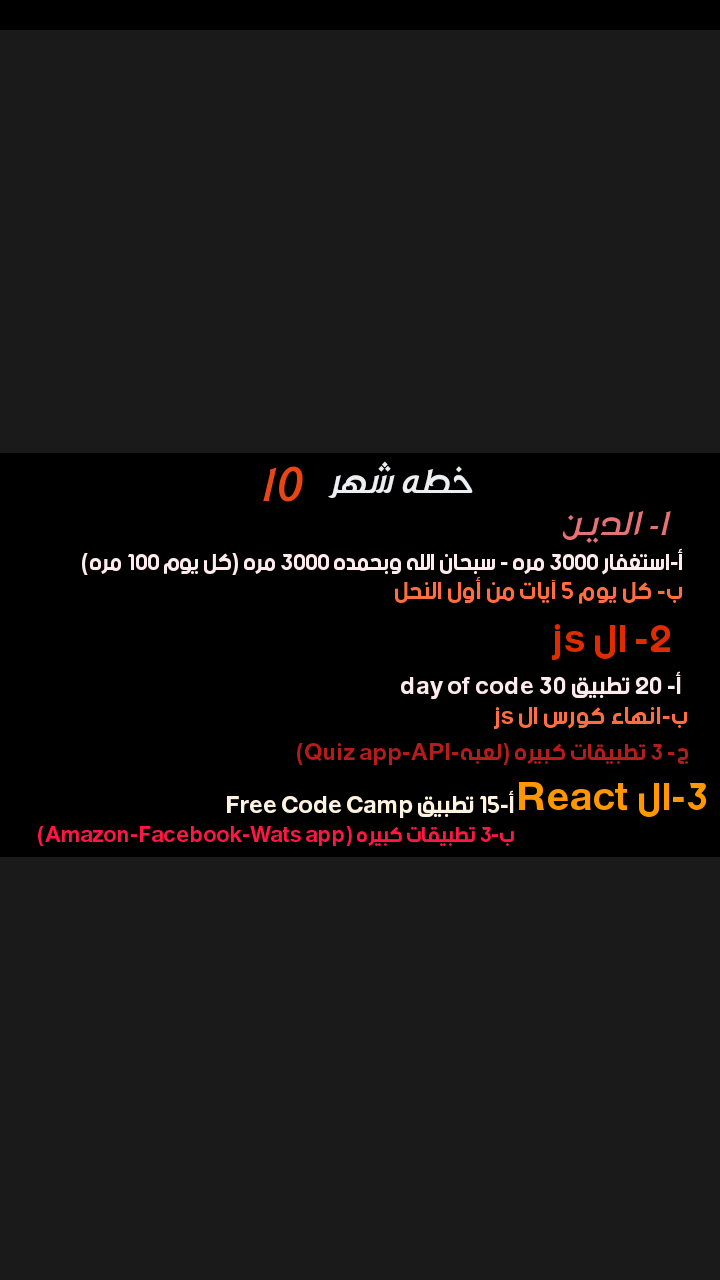 خطه شهر 10
1- الدين
أ-استغفار 3000 مره - سبحان الله وبحمده 3000 مره (كل يوم 100 مره)
ب- كل يوم 5 آيات من أول النحل
2- ال js
أ- 20 تطبيق 30 day of code
ب-انهاء كورس ال js
ج- 3 تطبيقات كبيره (لعبه-Quiz app-API)
3-ال React
أ-15 تطبيق Free Code Camp
ب-3 تطبيقات كبيره (Amazon-Facebook-Wats app)